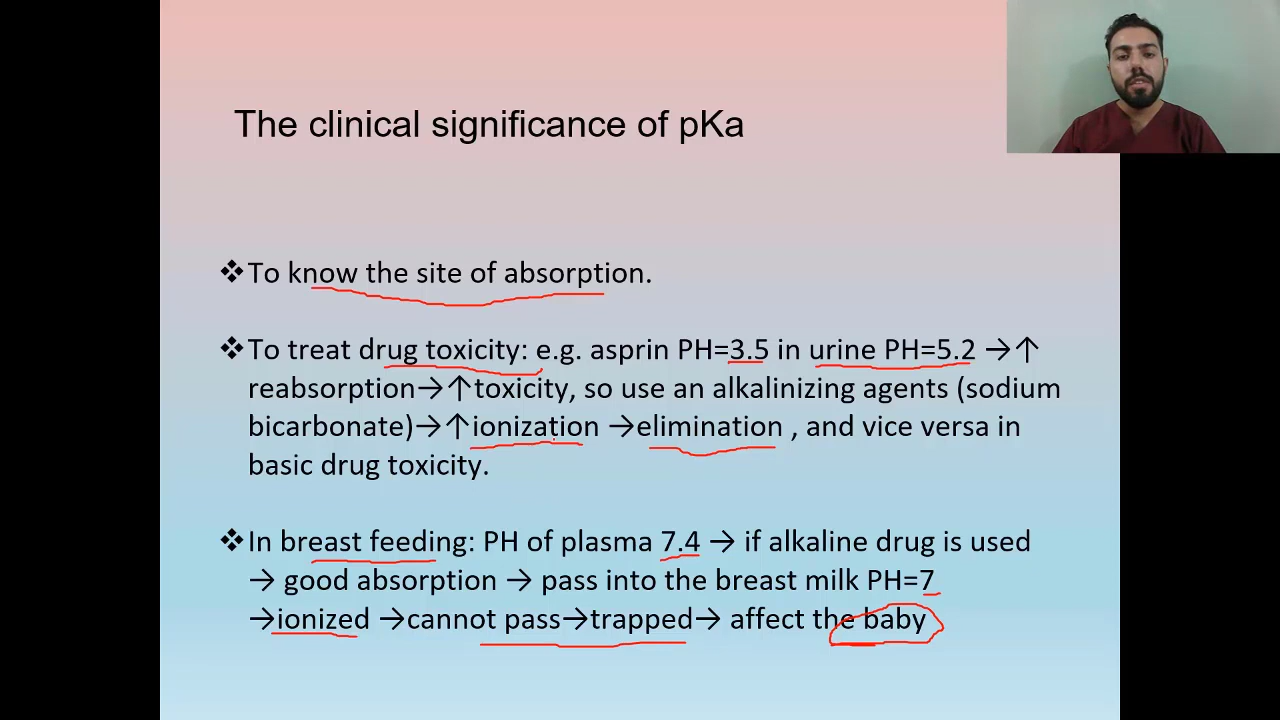 The clinical significance of pKa
❖To know the site of absorption.
❖To treat drug toxicity: e.g. asprin PH=3.5 in urine PH=5.2 →↑
reabsorption→↑toxicity, so use an alkalinizing agents (sodium
bicarbonate)→↑ionization →elimination , and vice versa in
basic drug toxicity.
❖In breast feeding: PH of plasma 7.4 → if alkaline drug is used
→ good absorption → pass into the breast milk PH=7
→ionized →cannot pass→trapped→ affect the baby